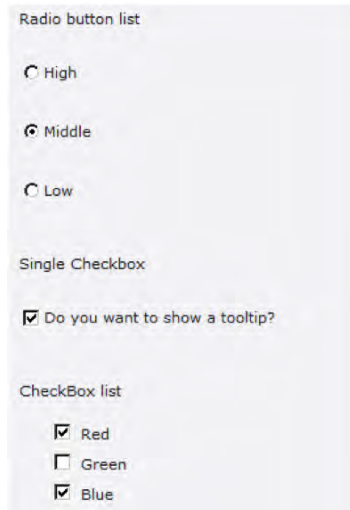 Radio button list
High
Middle
Low
Single Checkbox
Do you want to show a tooltip?
CheckBox list
Red
Green
Blue